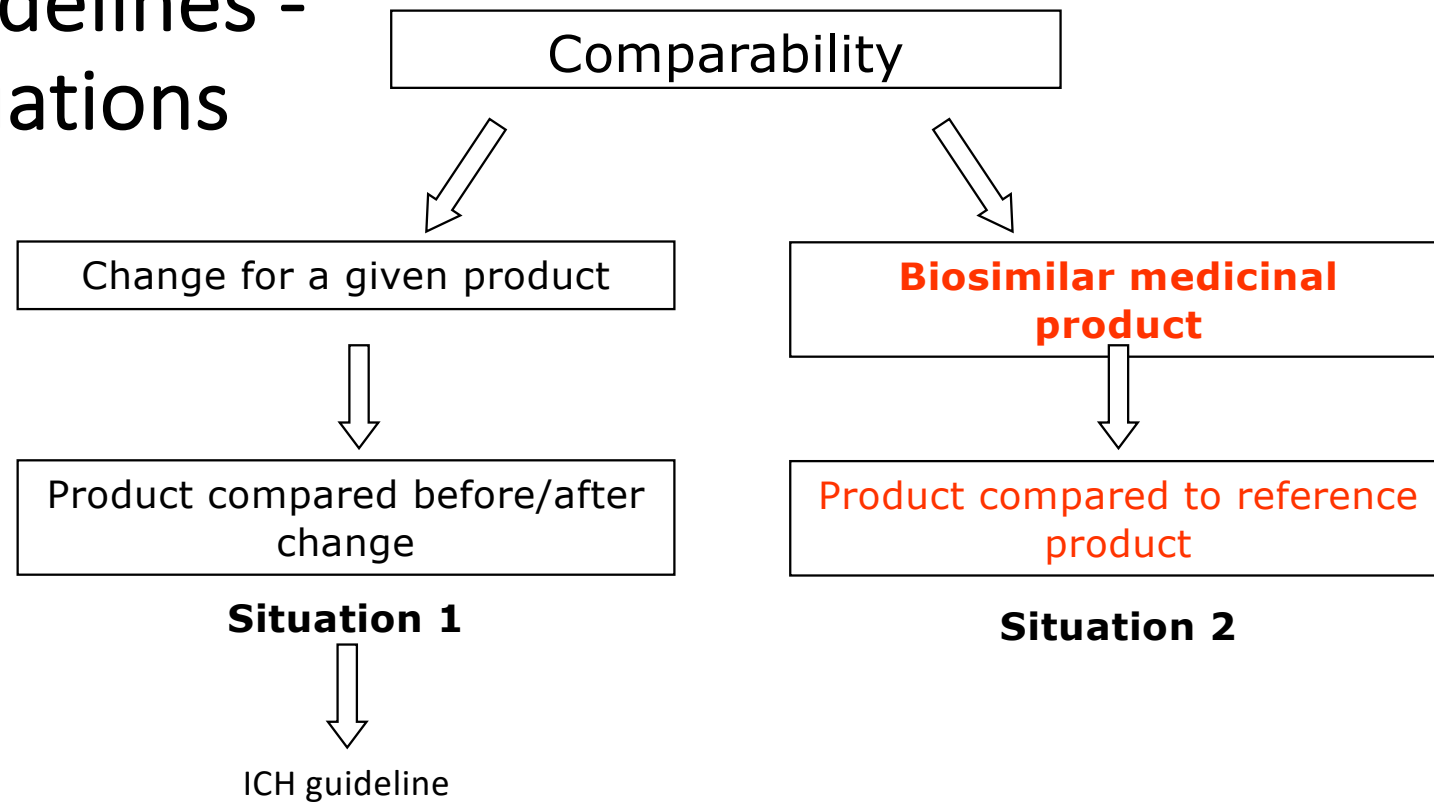 Comparability
ations
Change for a given product
Biosimilar medicinal
product
Product compared before/after
change
Product compared to reference
product
Situation 1
Situation 2
ICH guideline